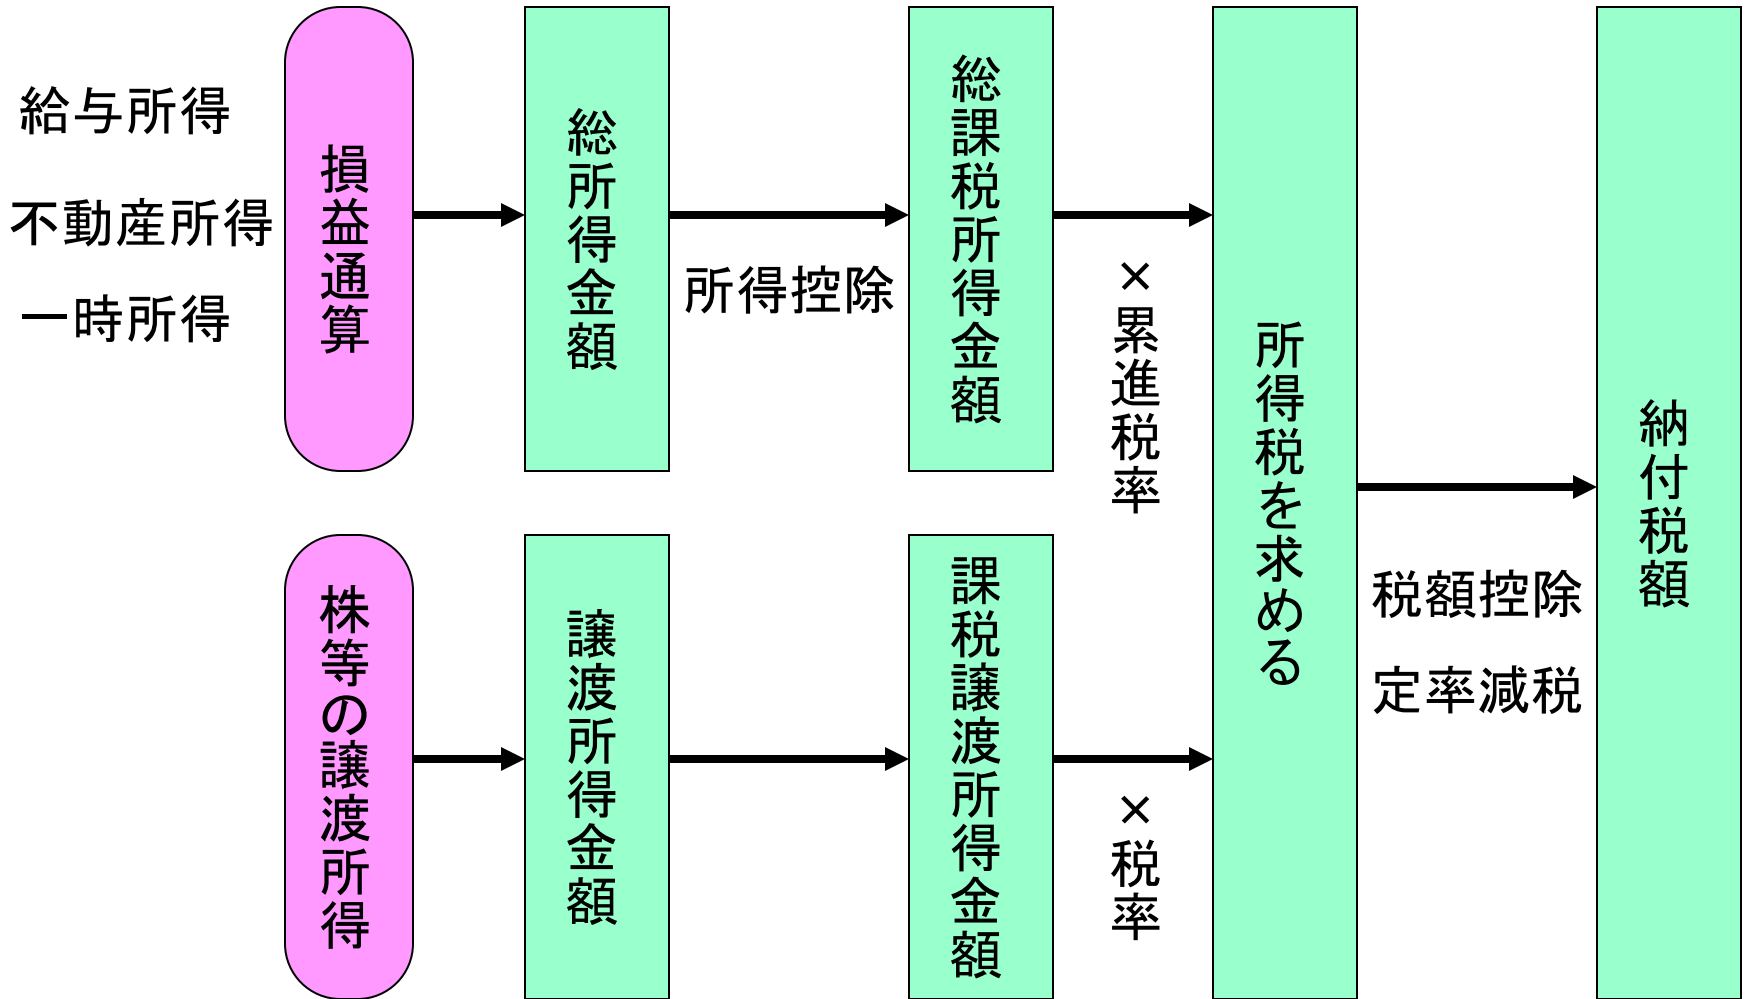 給与所得
不動産所得
一時所得
損益通算
総所得金額
所得控除
総課税所得金額
×累進税率
株等の譲渡所得
譲渡所得金額
課税譲渡所得金額
×税率
所得税を求める
税額控除
定率減税
納付税額